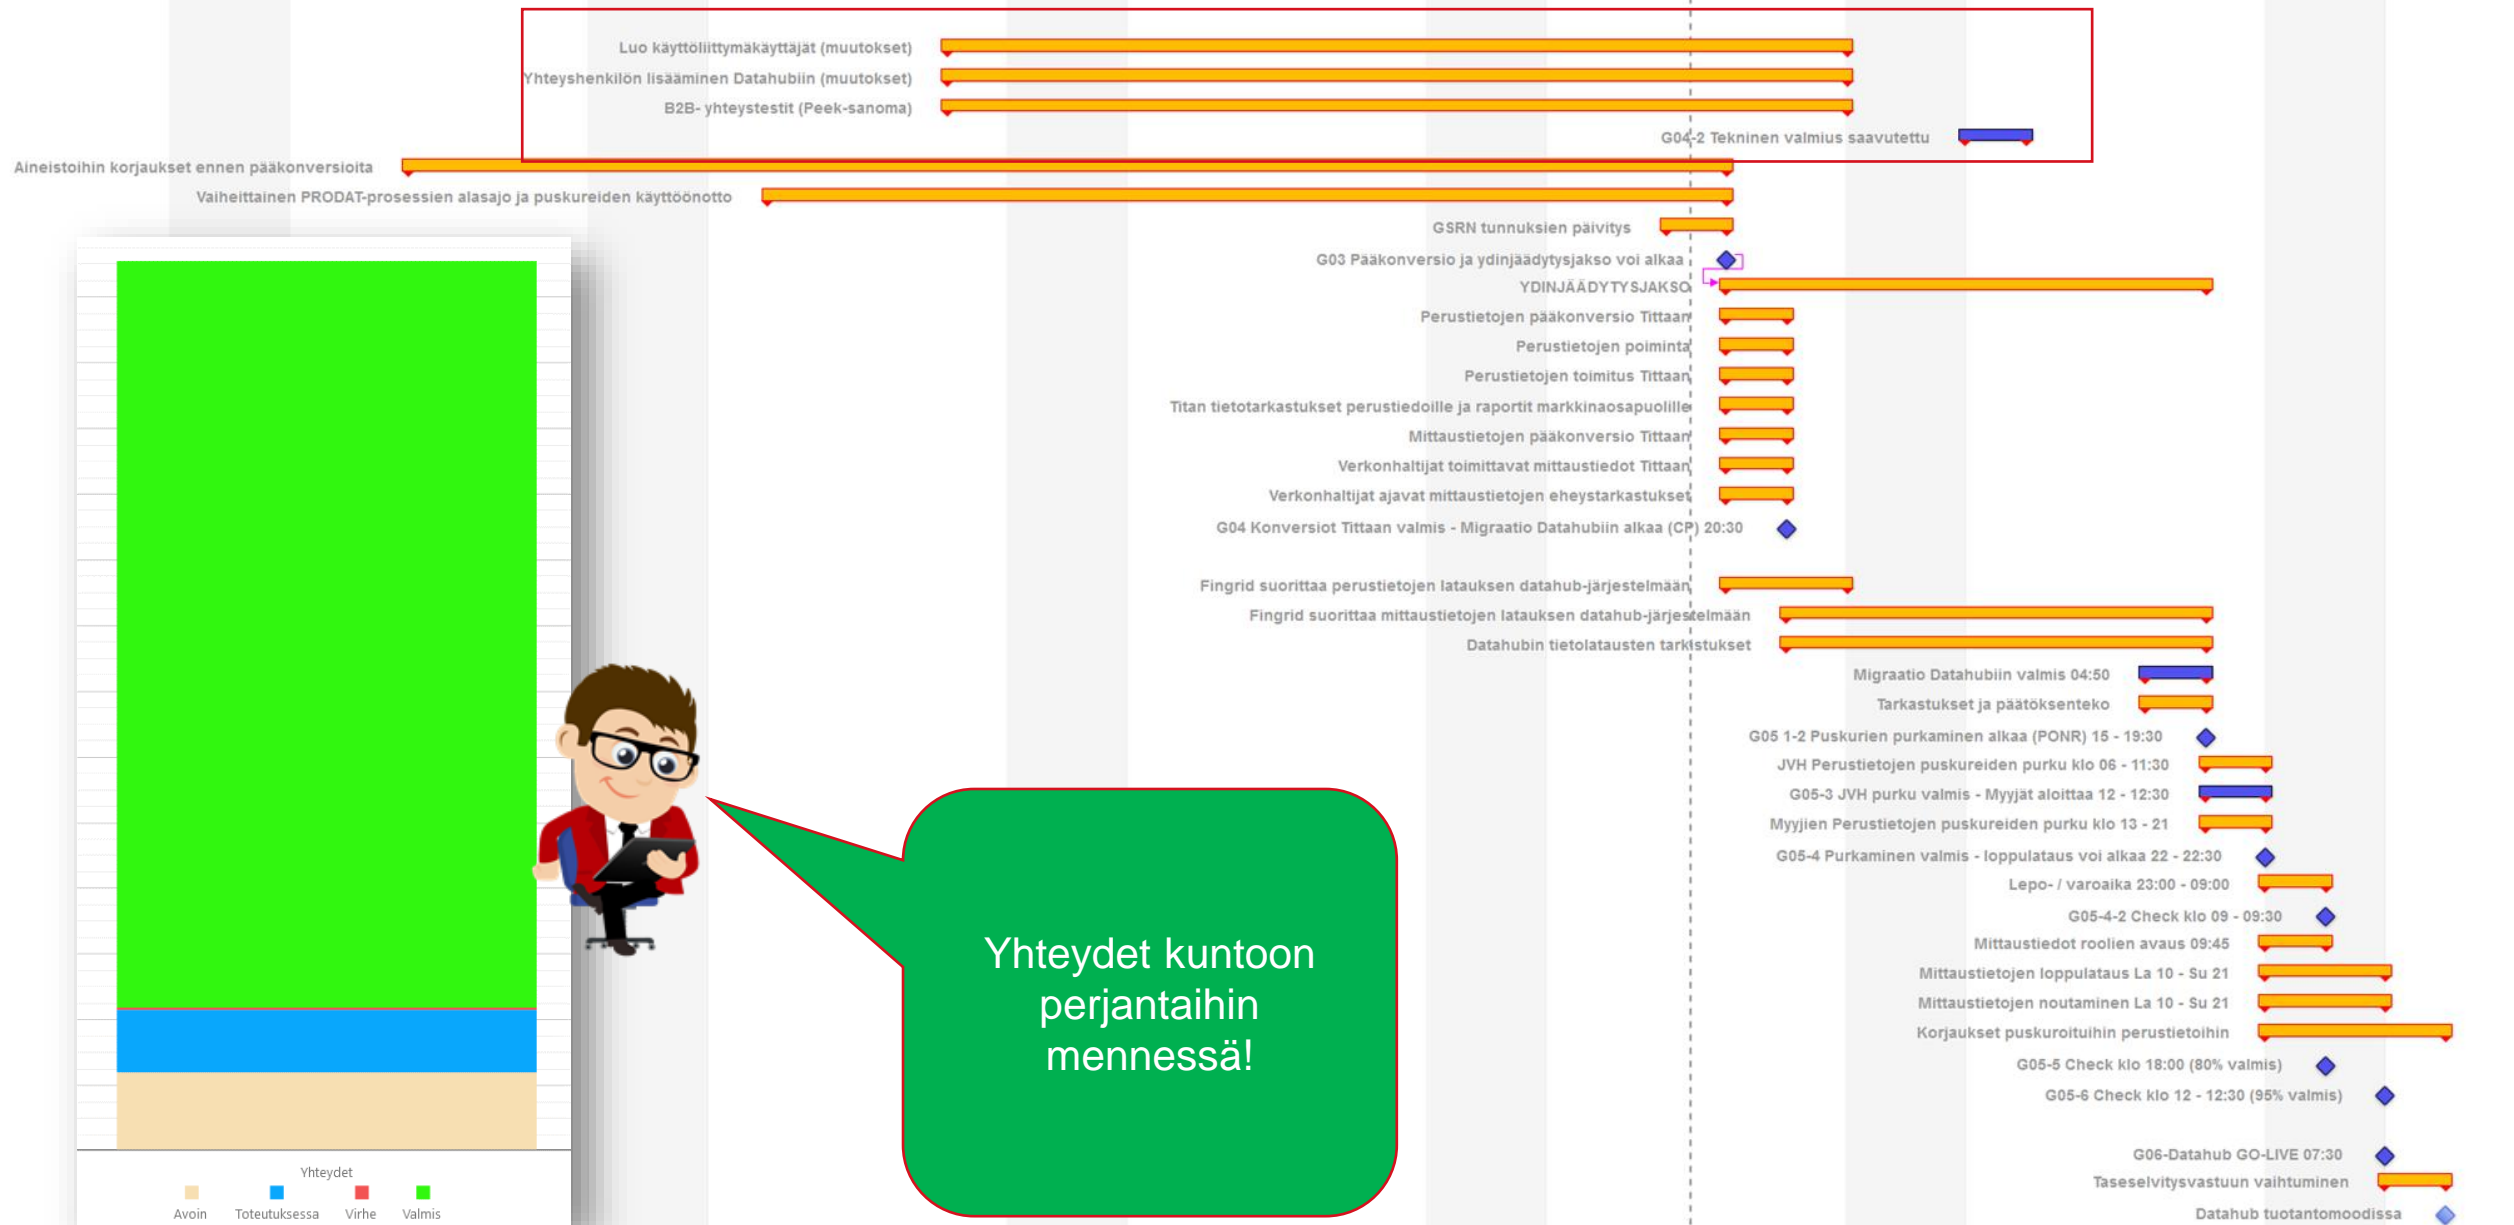 Luo käyttöliittymäkäyttäjät (muutokset)
Yhteyshenkilön lisääminen Datahubiin (muutokset)
B2B- yhteystestit (Peek-sanoma)
G04-2 Tekninen valmius saavutettu
Aineistoihin korjaukset ennen pääkonversioita
Vaiheittainen PRODAT-prosessien alasajo ja puskureiden käyttöönotto
GSRN tunnuksien päivitys
G03 Pääkonversio ja ydinjäädytysjakso voi alkaa
YDINJÄÄDYTYSJAKSO
Perustietojen pääkonversio Tittaan
Perustietojen poiminta
Perustietojen toimitus Tittaan
Titan tietotarkastukset perustiedoille ja raportit markkinaosapuolille
Mittaustietojen pääkonversio Tittaan
Verkonhaltijat toimittavat mittaustiedot Tittaan
Verkonhaltijat ajavat mittaustietojen eheystarkastukset
G04 Konversiot Tittaan valmis - Migraatio Datahubiin alkaa (CP) 20:30
Fingrid suorittaa perustietojen latauksen datahub-järjestelmään
Fingrid suorittaa mittaustietojen latauksen datahub-järjestelmään
Datahubin tietolatausten tarkistukset
Migraatio Datahubiin valmis 04:50
Tarkastukset ja päätöksenteko
G05 1-2 Puskurien purkaminen alkaa (PONR) 15 - 19:30
JVH Perustietojen puskureiden purku klo 06 - 11:30
G05-3 JVH purku valmis - Myyjät aloittaa 12 - 12:30
Myyjien Perustietojen puskureiden purku klo 13 - 21
G05-4 Purkaminen valmis - loppulataus voi alkaa 22 - 22:30
Lepo- / varoaika 23:00 - 09:00
G05-4-2 Check klo 09 - 09:30
Mittaustiedot roolien avaus 09:45
Mittaustietojen loppulataus La 10 - Su 21
Mittaustietojen noutaminen La 10 - Su 21
Korjaukset puskuroituihin perustietoihin
G05-5 Check klo 18:00 (80% valmis)
G05-6 Check klo 12 - 12:30 (95% valmis)
G06-Datahub GO-LIVE 07:30
Taseselvitysvastuun vaihtuminen
Datahub tuotantomoodissa
Yhteydet kuntoon
perjantaihin
mennessä!
Yhteydet
Avoin Toteutuksessa Virhe Valmis